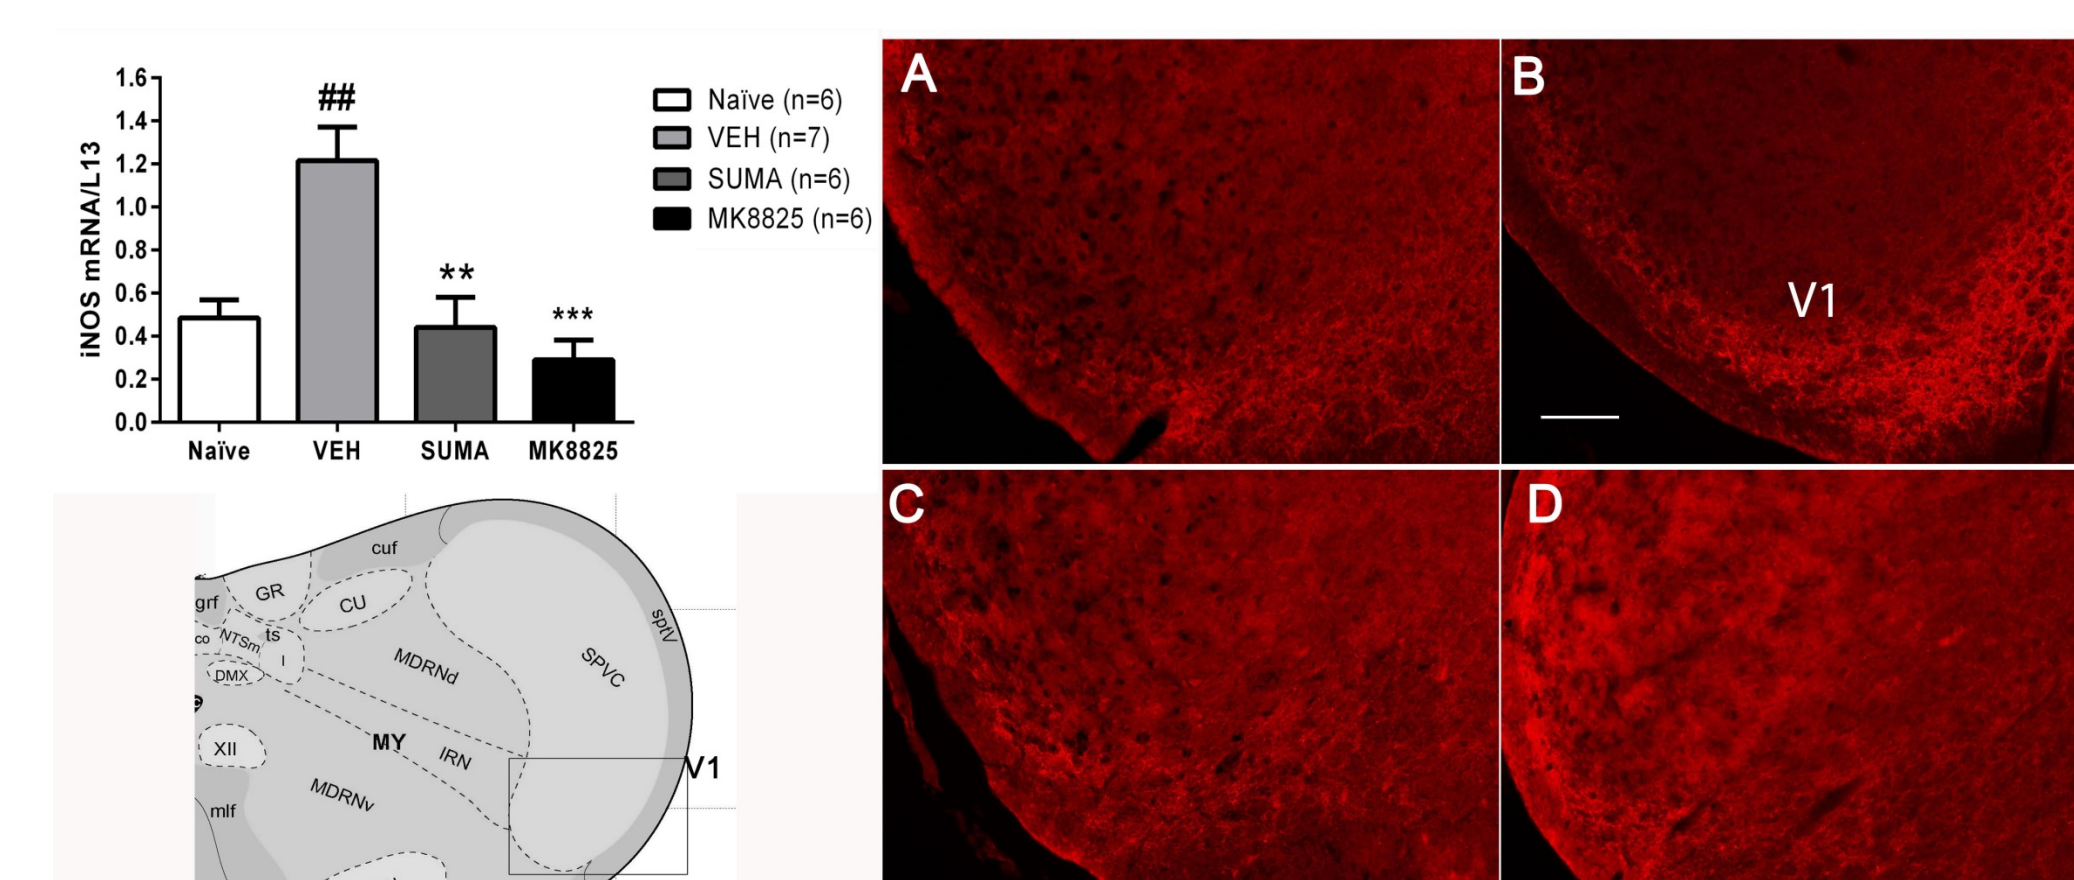 1.6
1.4
1.2
1.0
0.8
0.6
0.4
0.2
0.0
iNOS mRNA/L13
##
**
***
Naïve
VEH
SUMA
MK8825
Naïve (n=6)
VEH (n=7)
SUMA (n=6)
MK8825 (n=6)
A
B
V1
C
D
cuf
GR
grf
CU
co
NTSm
ts
I
DMX
MDRNd
SPVC
sptV
c
XII
MY
IRN
V1
MDRNv
mlf